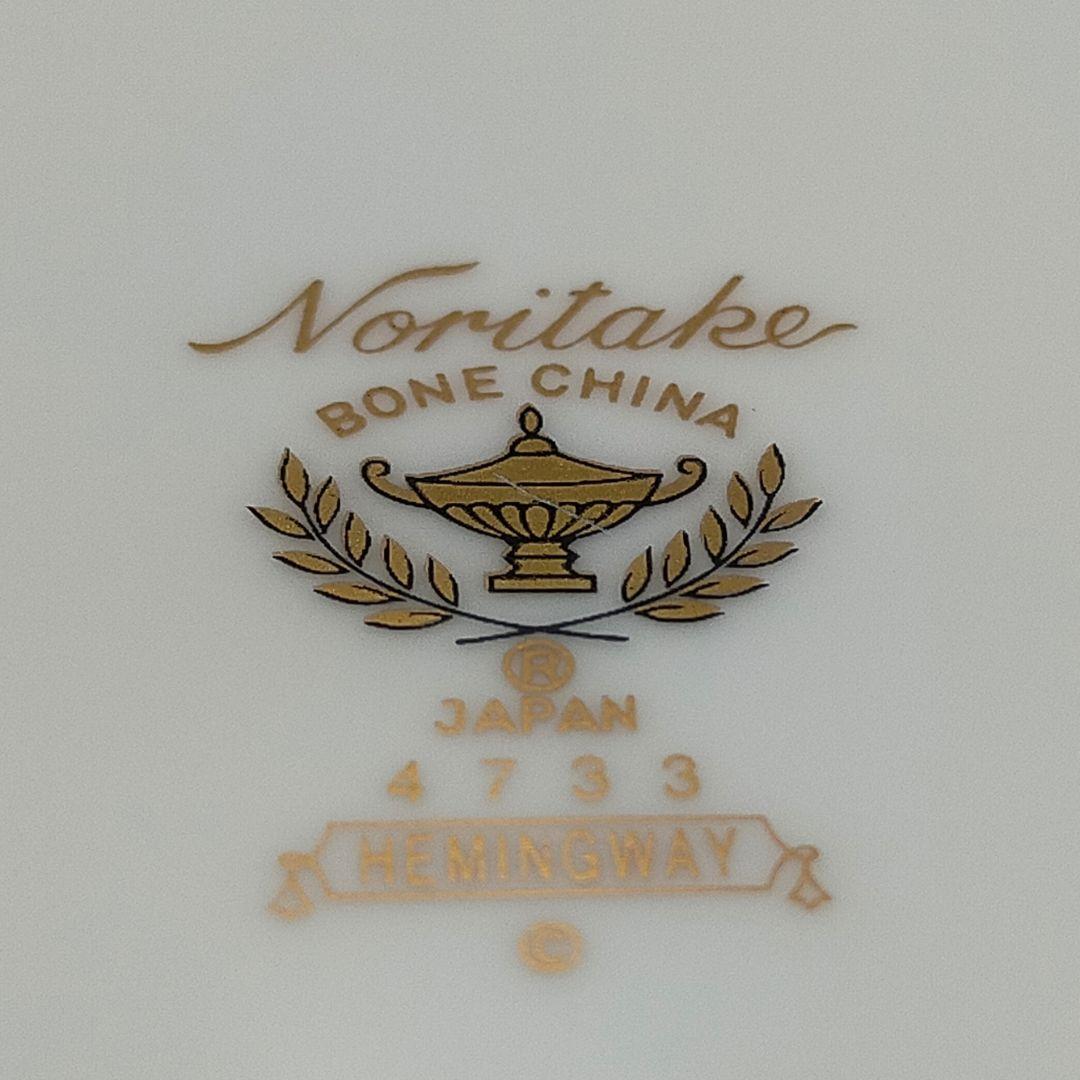 Noritake
BONE CHINA
®
JAPAN
4733
HEMINGWAY
©